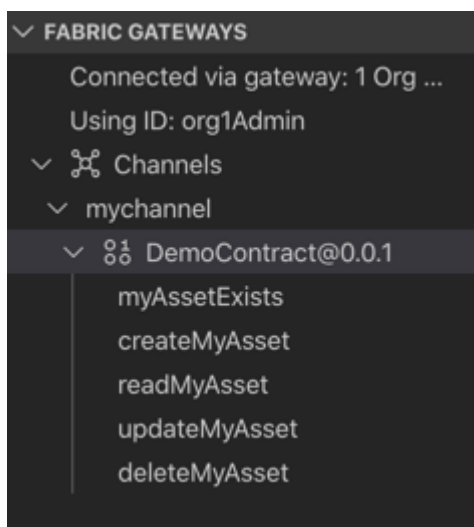 FABRIC GATEWAYS
Connected via gateway: 1 Org ...
Using ID: org1Admin
Channels
mychannel
DemoContract@0.0.1
myAssetExists
createMyAsset
readMyAsset
updateMyAsset
deleteMyAsset